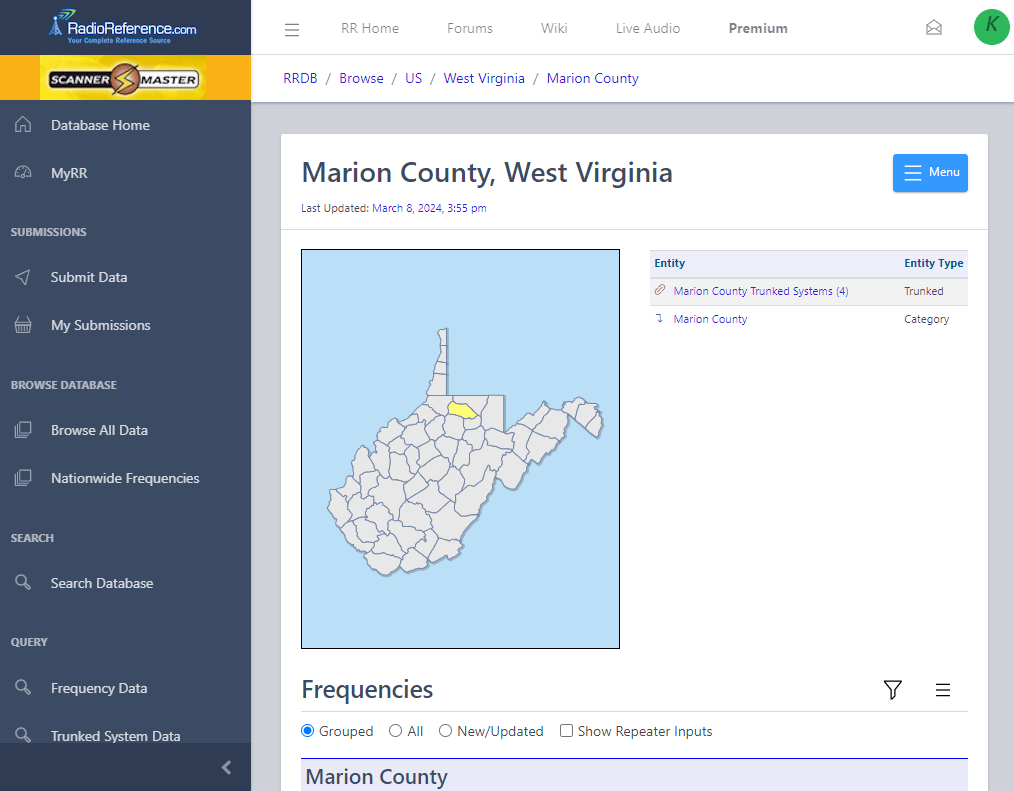 RadioReference.com
Your Complete Reference Source
RR Home
Forums
Wiki
Live Audio
Premium
K
SCANNER MASTER
RRDB / Browse / US / West Virginia / Marion County
Database Home
MyRR
SUBMISSIONS
Submit Data
My Submissions
BROWSE DATABASE
Browse All Data
Nationwide Frequencies
SEARCH
Search Database
QUERY
Frequency Data
Trunked System Data
Marion County, West Virginia
Menu
Last Updated: March 8, 2024, 3:55 pm
Entity Entity Type
Marion County Trunked Systems (4) Trunked
Marion County Category
Frequencies
Grouped All New/Updated Show Repeater Inputs
Marion County